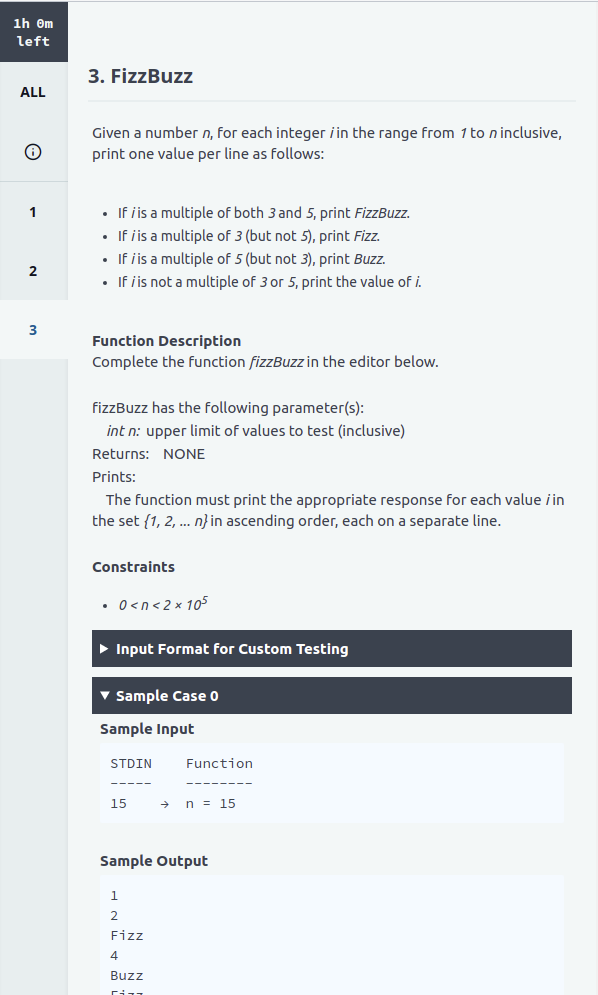 1h 0m
left
ALL
1
2
3
3. FizzBuzz
Given a number n, for each integer i in the range from 1 to n inclusive,
print one value per line as follows:
• If i is a multiple of both 3 and 5, print FizzBuzz.
• If i is a multiple of 3 (but not 5), print Fizz.
• If i is a multiple of 5 (but not 3), print Buzz.
• If i is not a multiple of 3 or 5, print the value of i.
Function Description
Complete the function fizzBuzz in the editor below.
fizzBuzz has the following parameter(s):
int n: upper limit of values to test (inclusive)
Returns: NONE
Prints:
The function must print the appropriate response for each value i in
the set {1, 2, ... n} in ascending order, each on a separate line.
Constraints
• 0 < n < 2 × 10⁵
Input Format for Custom Testing
Sample Case 0
Sample Input
STDIN Function
----- --------
15 → n = 15
Sample Output
1
2
Fizz
4
Buzz
Fizz